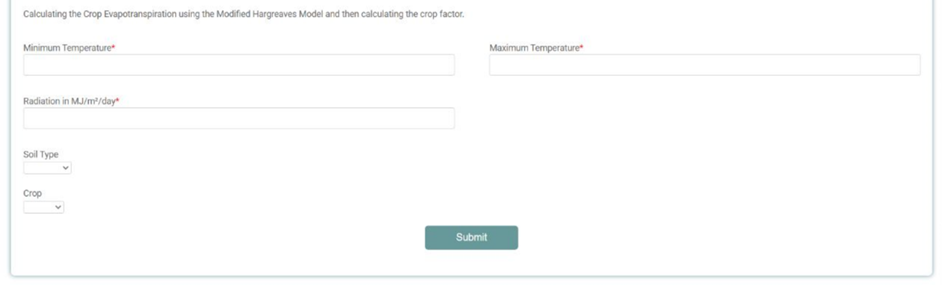 Calculating the Crop Evapotranspiration using the Modified Hargreaves Model and then calculating the crop factor.
Minimum Temperature*
Maximum Temperature*
Radiation in MJ/m²/day*
Soil Type
Crop
Submit